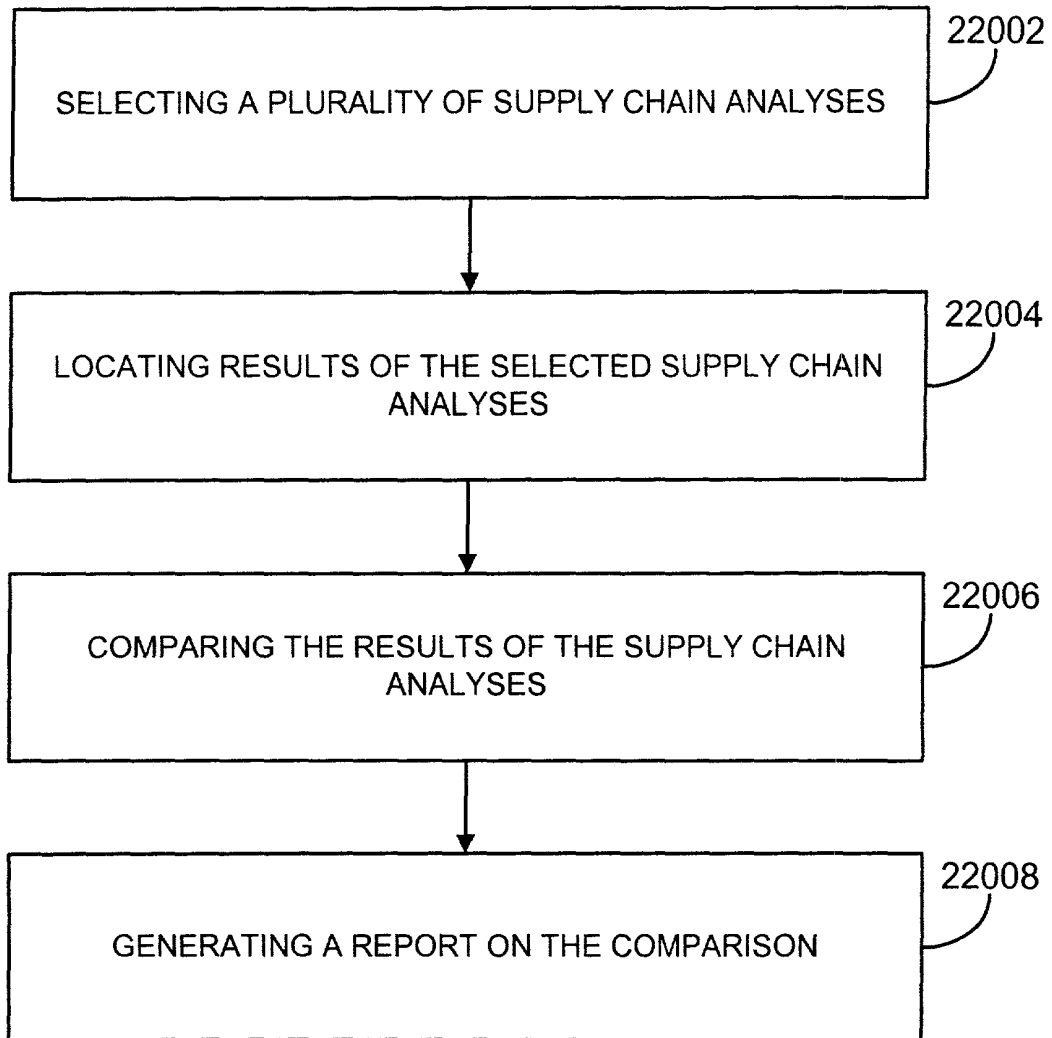 22002
SELECTING A PLURALITY OF SUPPLY CHAIN ANALYSES
22004
LOCATING RESULTS OF THE SELECTED SUPPLY CHAIN
ANALYSES
22006
COMPARING THE RESULTS OF THE SUPPLY CHAIN
ANALYSES
22008
GENERATING A REPORT ON THE COMPARISON